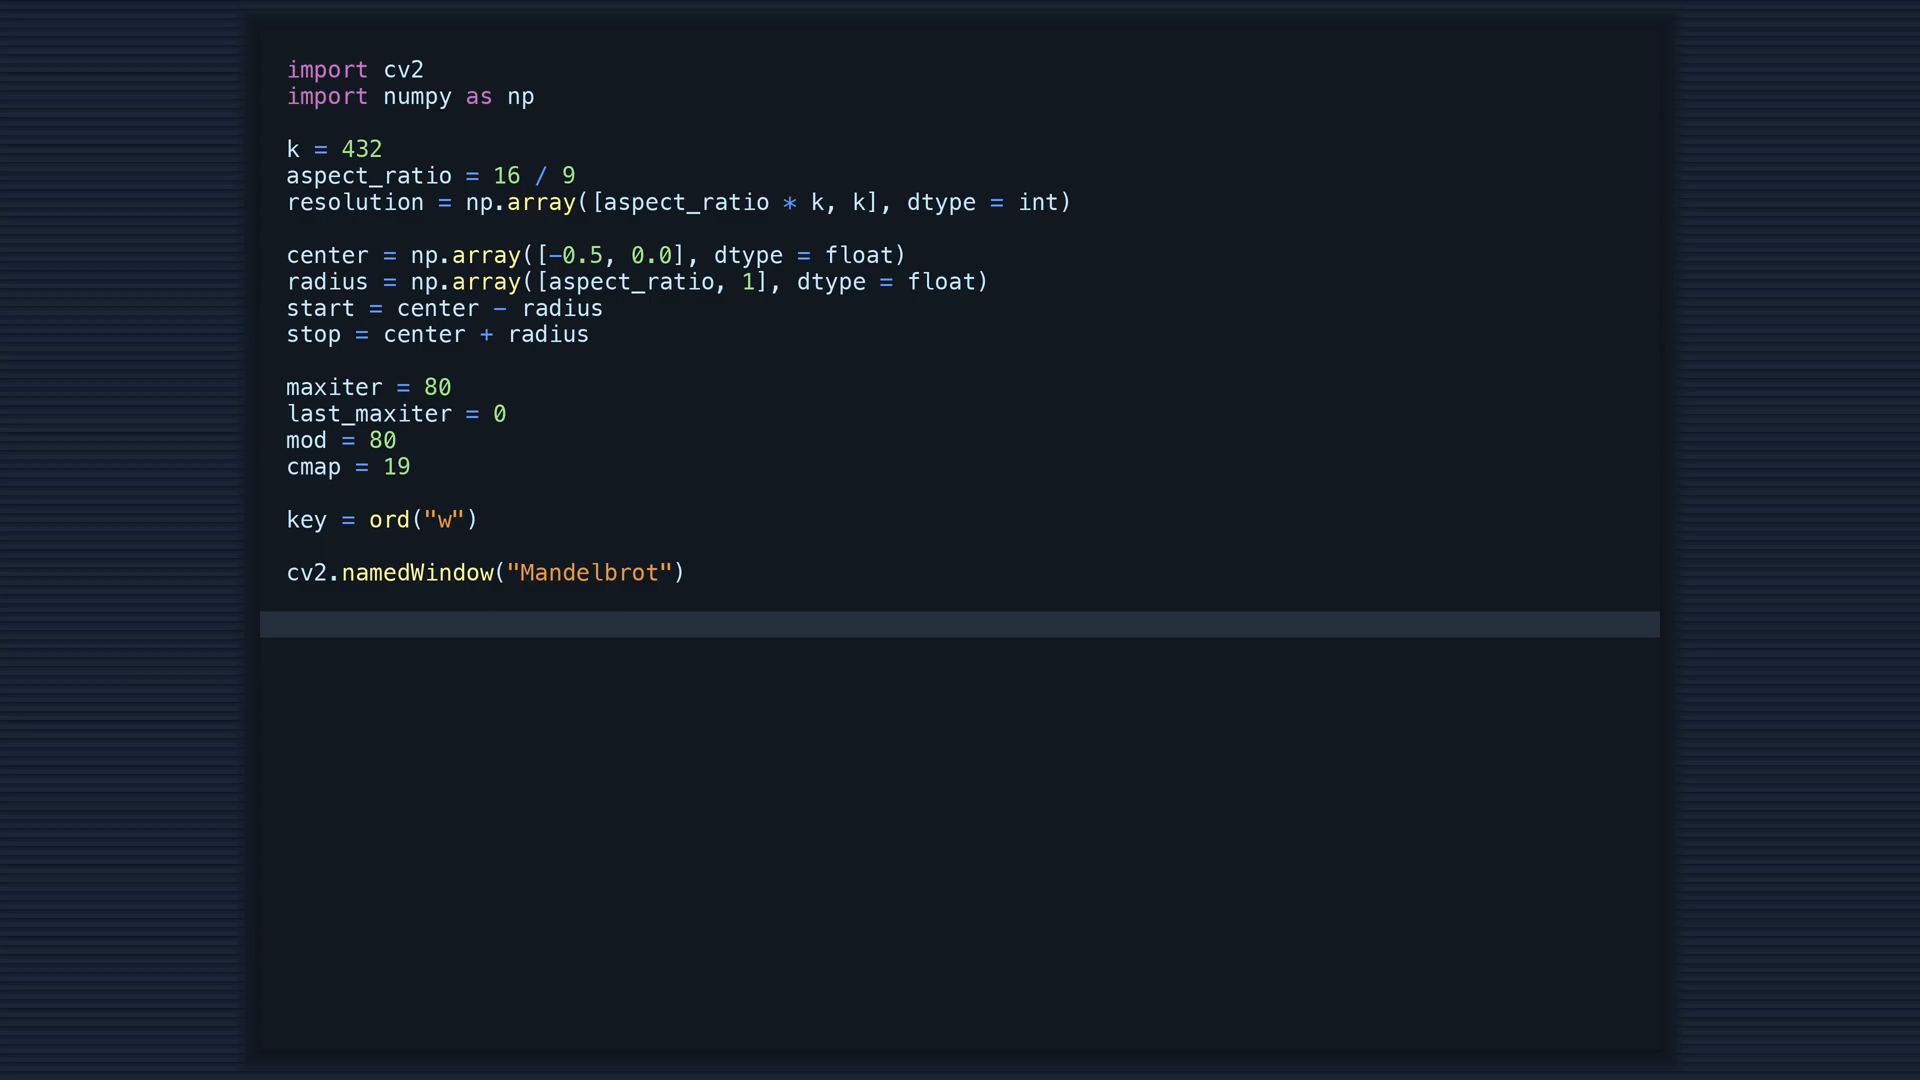 import cv2
import numpy as np
k = 432
aspect_ratio = 16 / 9
resolution = np.array([aspect_ratio * k, k], dtype = int)
center = np.array([-0.5, 0.0], dtype = float)
radius = np.array([aspect_ratio, 1], dtype = float)
start = center - radius
stop = center + radius
maxiter = 80
last_maxiter = 0
mod = 80
cmap = 19
key = ord("w")
cv2.namedWindow("Mandelbrot")